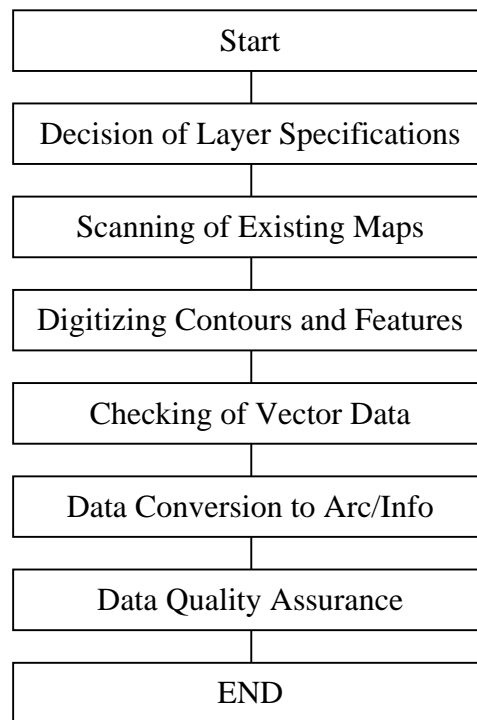 Start
Decision of Layer Specifications
Scanning of Existing Maps
Digitizing Contours and Features
Checking of Vector Data
Data Conversion to Arc/Info
Data Quality Assurance
END